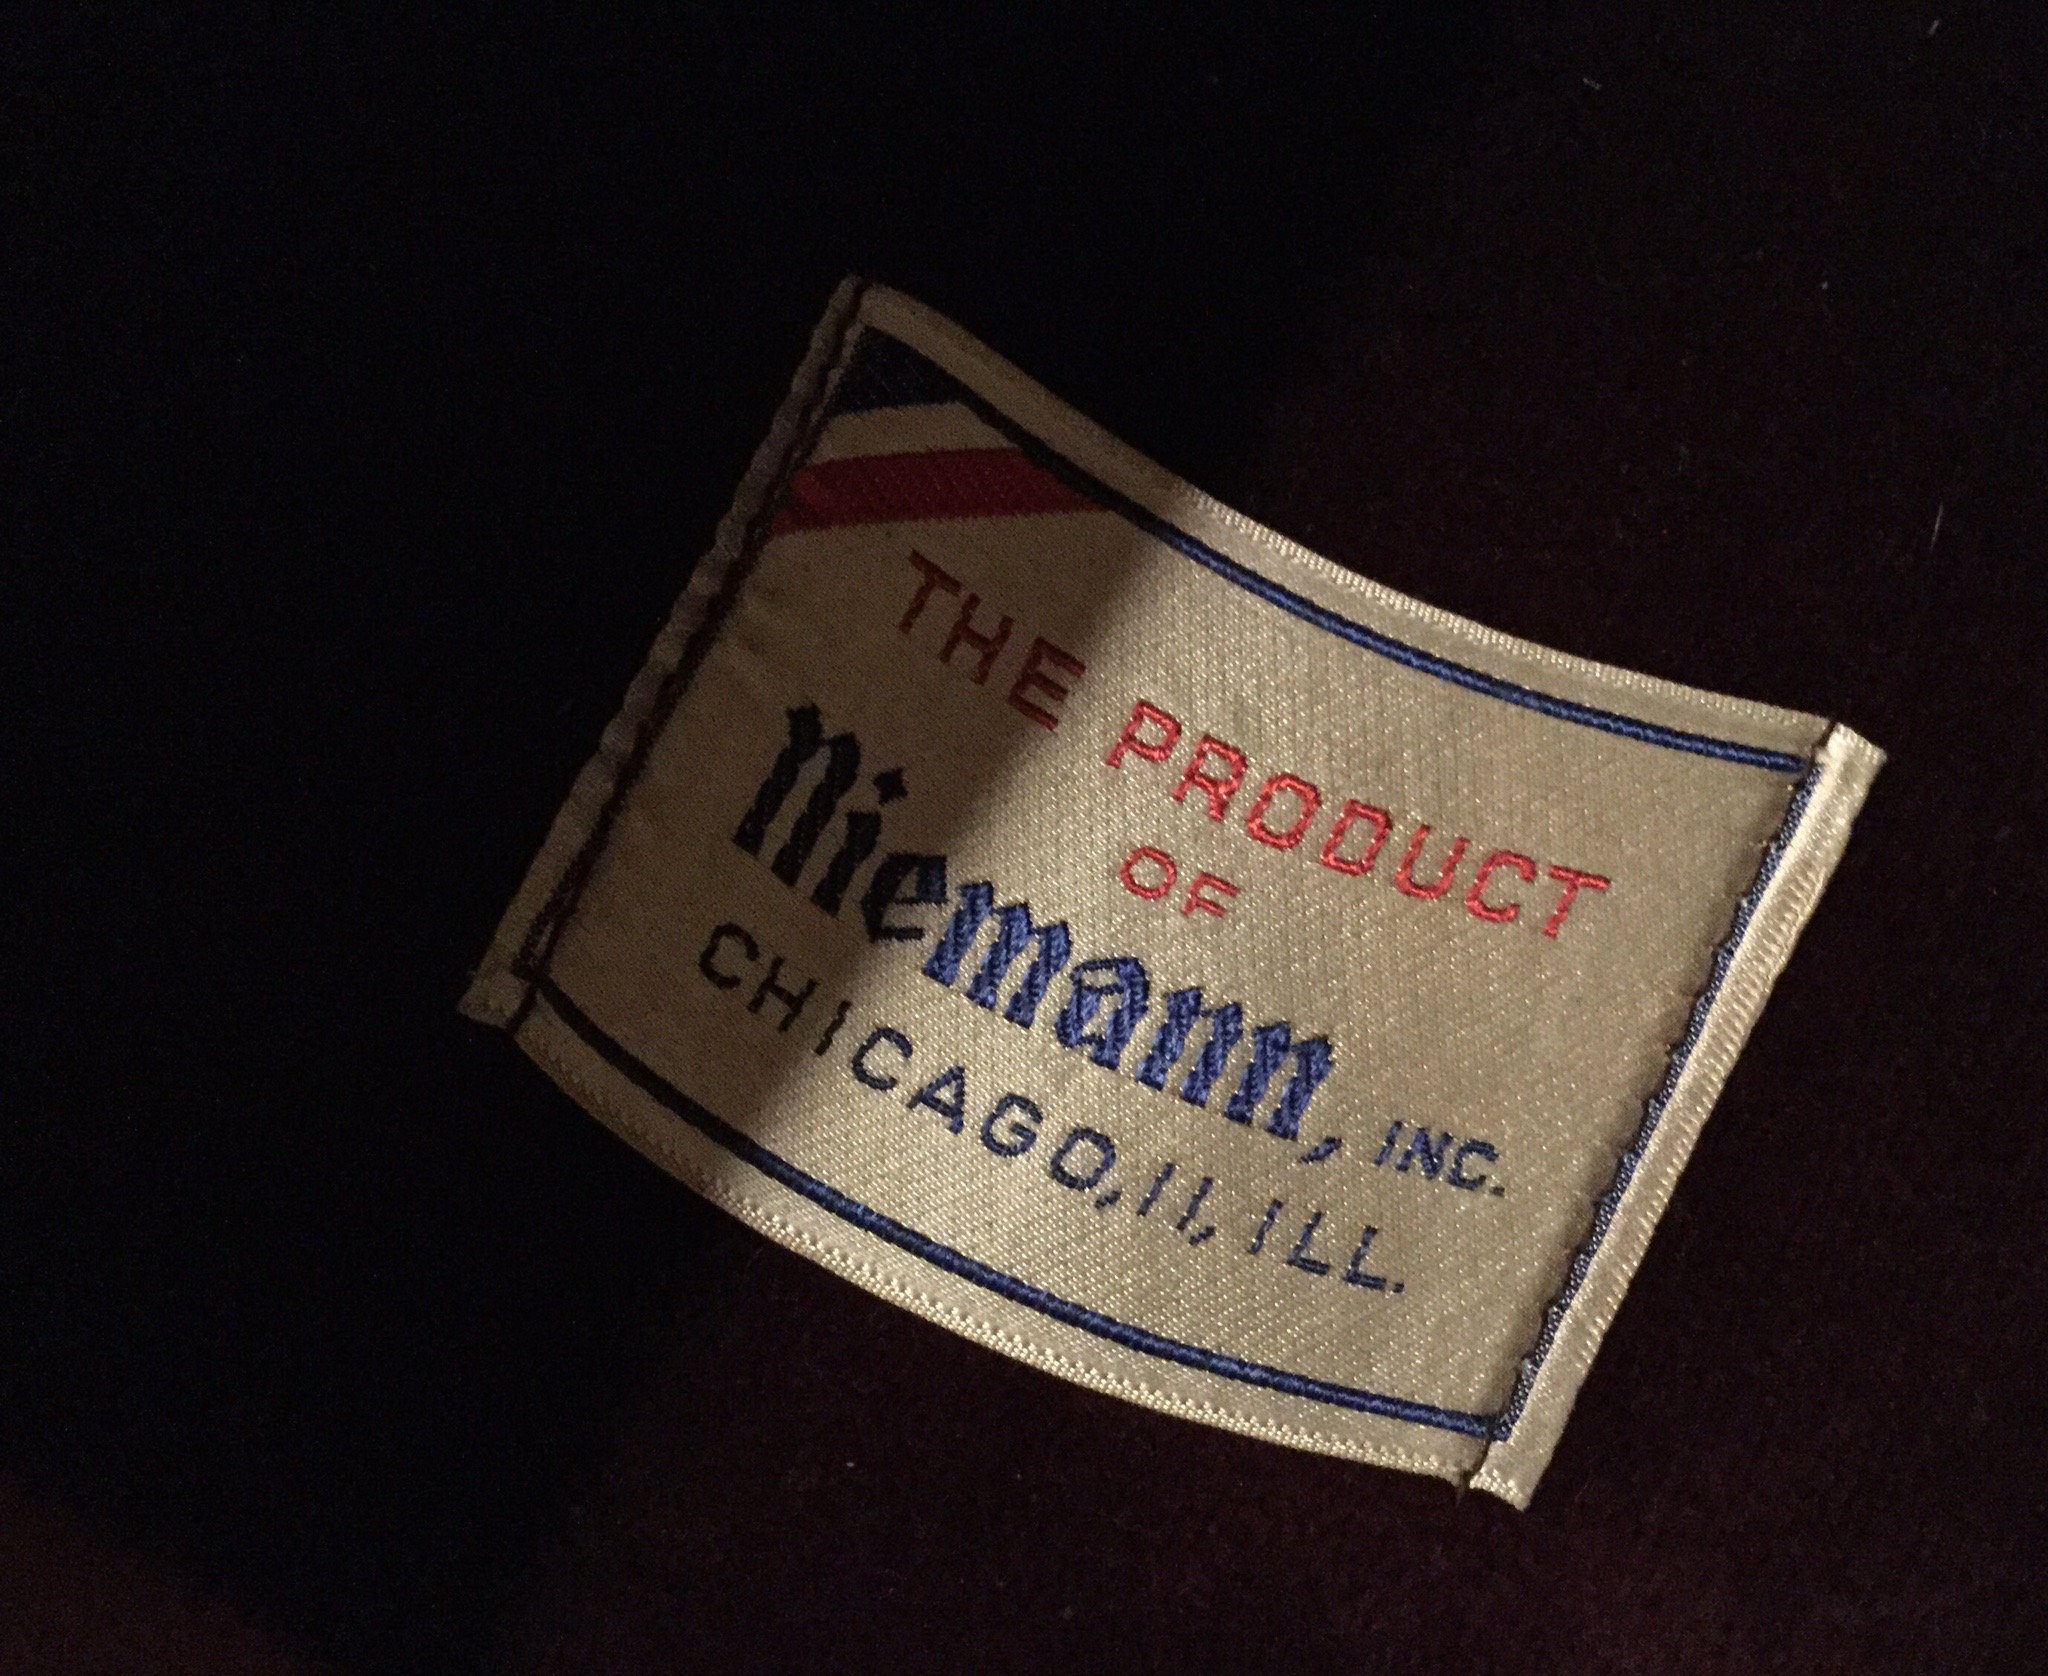 THE PRODUCT
OF
Niemann, INC.
CHICAGO, 11, ILL.